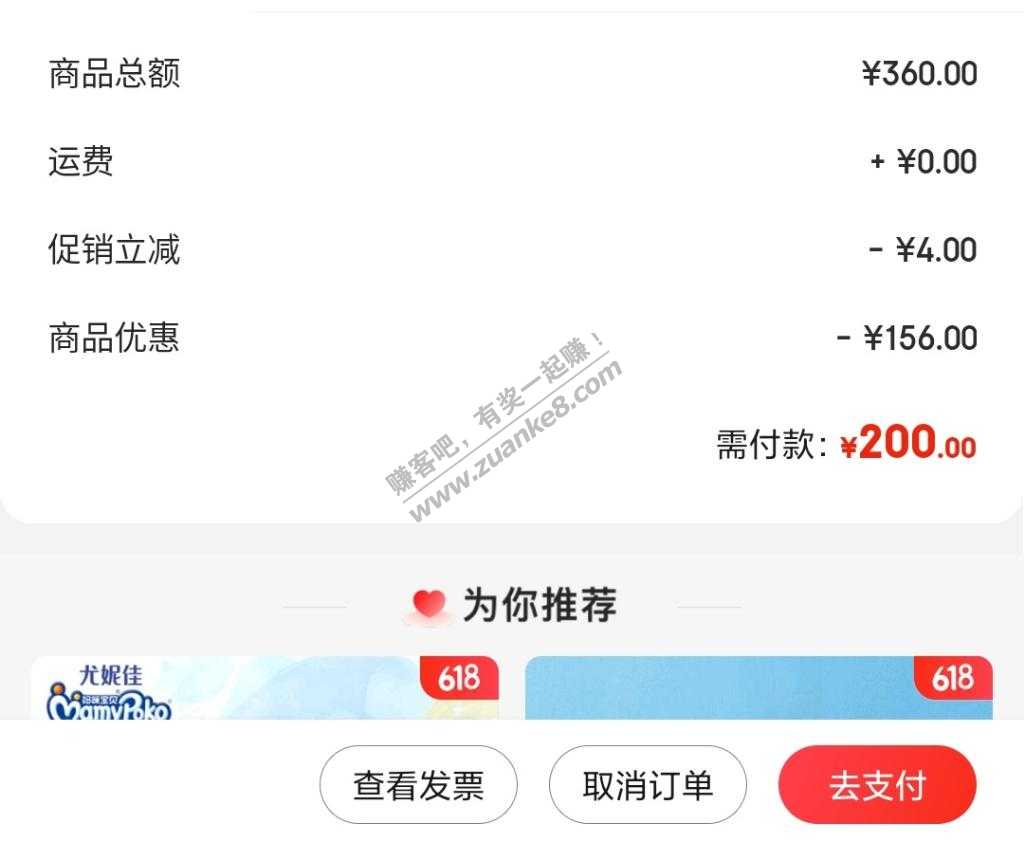 商品总额 ¥360.00
运费 + ¥0.00
促销立减 - ¥4.00
商品优惠 - ¥156.00
赚客吧，有奖一起赚！
www.zuanke8.com
需付款: ¥200.00
为你推荐
尤妮佳 618 618
妈咪宝贝
MamyPoko
查看发票 取消订单 去支付